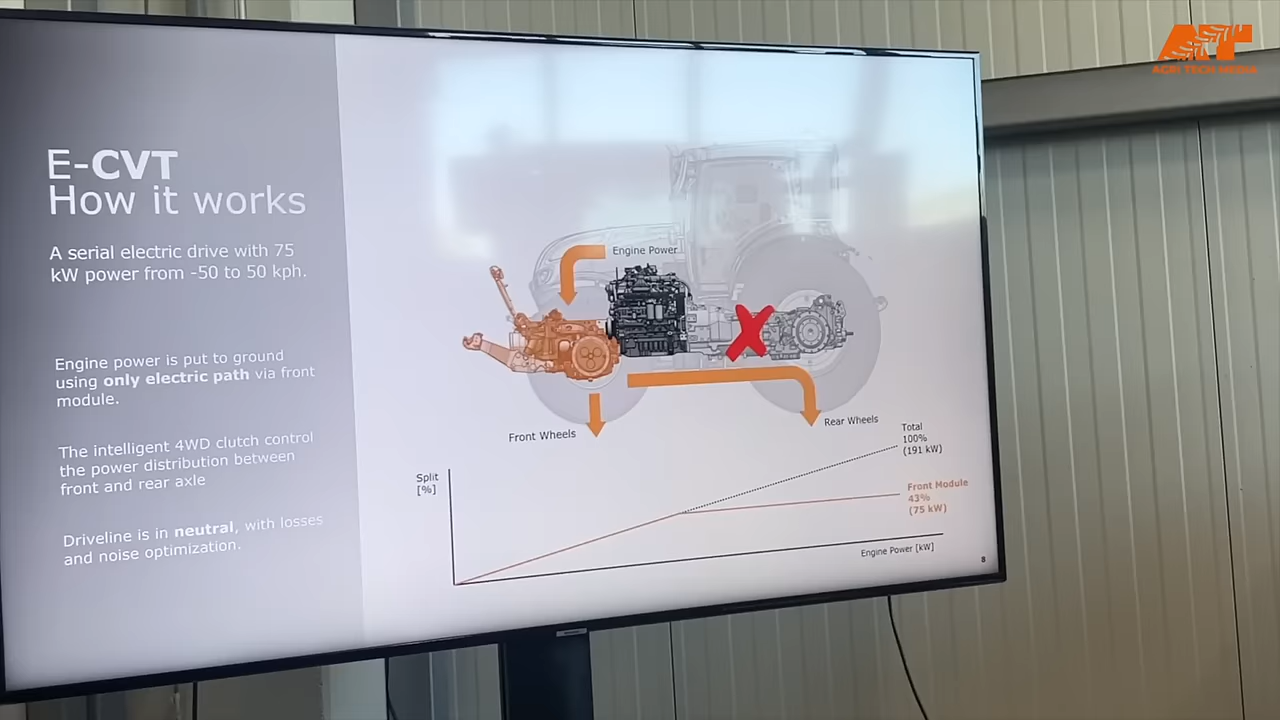 AGRI TECH MEDIA
E-CVT
How it works
A serial electric drive with 75
kW power from -50 to 50 kph.
Engine power is put to ground
using only electric path via front
module.
The intelligent 4WD clutch control
the power distribution between
front and rear axle
Driveline is in neutral, with losses
and noise optimization.
Engine Power
Front Wheels
Rear Wheels
Split
[%]
Total
100%
(191 kW)
Front Module
43%
(75 kW)
Engine Power [kW]
8